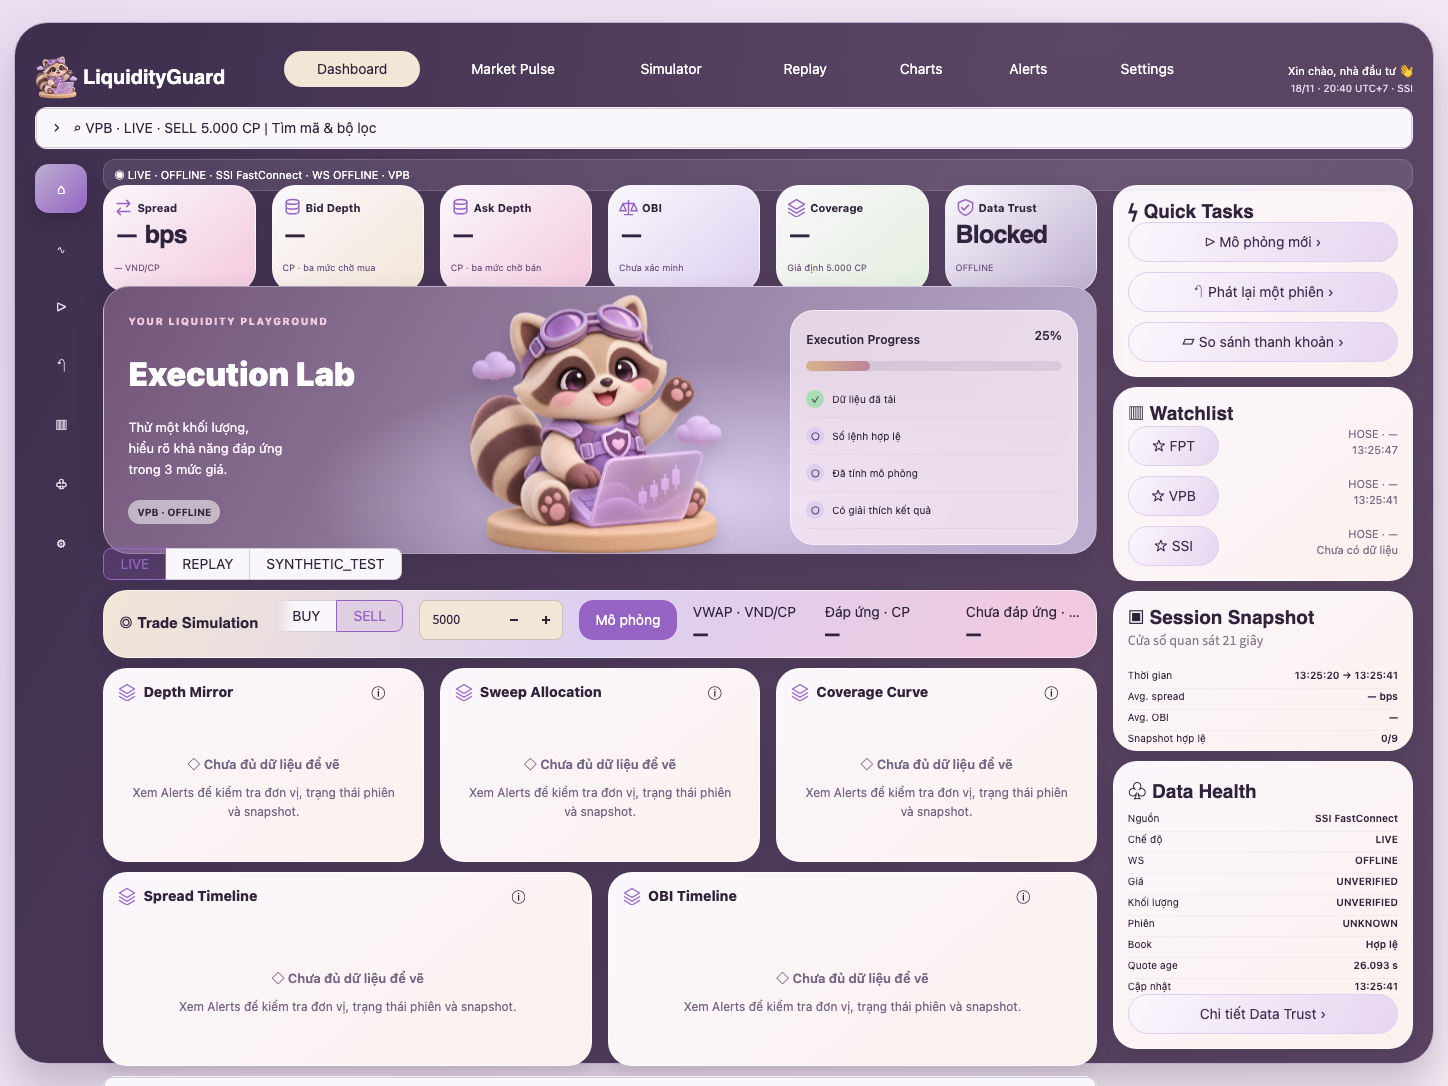 LiquidityGuard
Dashboard
Market Pulse
Simulator
Replay
Charts
Alerts
Settings
Xin chào, nhà đầu tư 👋
18/11 · 20:40 UTC+7 · SSI
› ⌕ VPB · LIVE · SELL 5.000 CP | Tìm mã & bộ lọc
◉ LIVE · OFFLINE · SSI FastConnect · WS OFFLINE · VPB
Spread
— bps
— VND/CP
Bid Depth
—
CP · ba mức chờ mua
Ask Depth
—
CP · ba mức chờ bán
OBI
—
Chưa xác minh
Coverage
—
Giả định 5.000 CP
Data Trust
Blocked
OFFLINE
YOUR LIQUIDITY PLAYGROUND
Execution Lab
Thử một khối lượng,
hiểu rõ khả năng đáp ứng
trong 3 mức giá.
VPB · OFFLINE
Execution Progress
25%
Dữ liệu đã tải
Sổ lệnh hợp lệ
Đã tính mô phỏng
Có giải thích kết quả
LIVE
REPLAY
SYNTHETIC_TEST
◎ Trade Simulation
BUY
SELL
5000
− +
Mô phỏng
VWAP · VND/CP
—
Đáp ứng · CP
—
Chưa đáp ứng · ...
—
Depth Mirror
◇ Chưa đủ dữ liệu để vẽ
Xem Alerts để kiểm tra đơn vị, trạng thái phiên
và snapshot.
Sweep Allocation
◇ Chưa đủ dữ liệu để vẽ
Xem Alerts để kiểm tra đơn vị, trạng thái phiên
và snapshot.
Coverage Curve
◇ Chưa đủ dữ liệu để vẽ
Xem Alerts để kiểm tra đơn vị, trạng thái phiên
và snapshot.
Spread Timeline
◇ Chưa đủ dữ liệu để vẽ
Xem Alerts để kiểm tra đơn vị, trạng thái phiên và snapshot.
OBI Timeline
◇ Chưa đủ dữ liệu để vẽ
Xem Alerts để kiểm tra đơn vị, trạng thái phiên và snapshot.
Quick Tasks
Mô phỏng mới ›
Phát lại một phiên ›
So sánh thanh khoản ›
Watchlist
☆ FPT
HOSE · —
13:25:47
☆ VPB
HOSE · —
13:25:41
☆ SSI
HOSE · —
Chưa có dữ liệu
Session Snapshot
Cửa sổ quan sát 21 giây
Thời gian 13:25:20 → 13:25:41
Avg. spread — bps
Avg. OBI —
Snapshot hợp lệ 0/9
Data Health
Nguồn SSI FastConnect
Chế độ LIVE
WS OFFLINE
Giá UNVERIFIED
Khối lượng UNVERIFIED
Phiên UNKNOWN
Book Hợp lệ
Quote age 26.093 s
Cập nhật 13:25:41
Chi tiết Data Trust ›